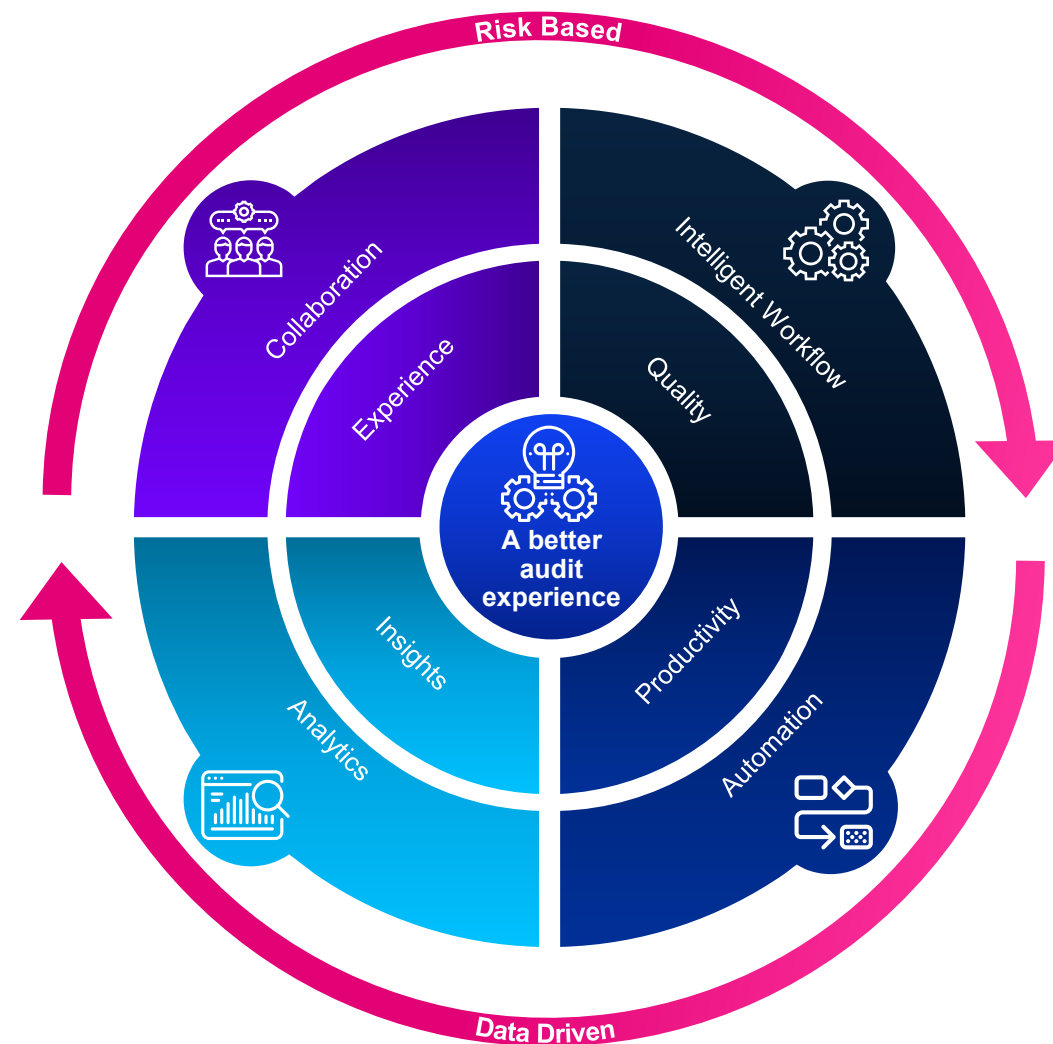 Risk Based
Collaboration
Intelligent Workflow
Experience
Quality
A better
audit
experience
Insights
Productivity
Analytics
Automation
Data Driven